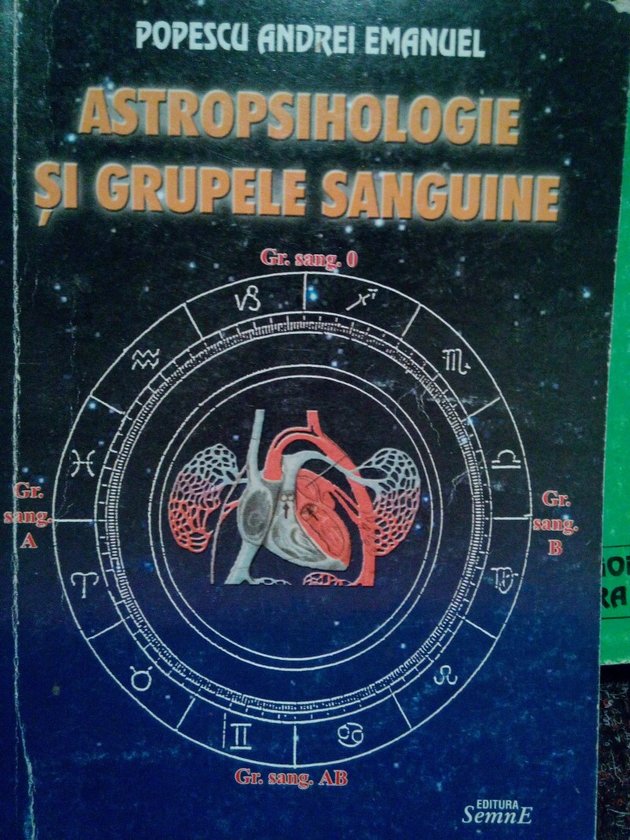 POPESCU ANDREI EMANUEL
ASTROPSIHOLOGIE
ȘI GRUPELE SANGUINE
Gr. sang. 0
Gr.
sang.
A
Gr.
sang.
B
Gr. sang. AB
EDITURA
SemnE
RA